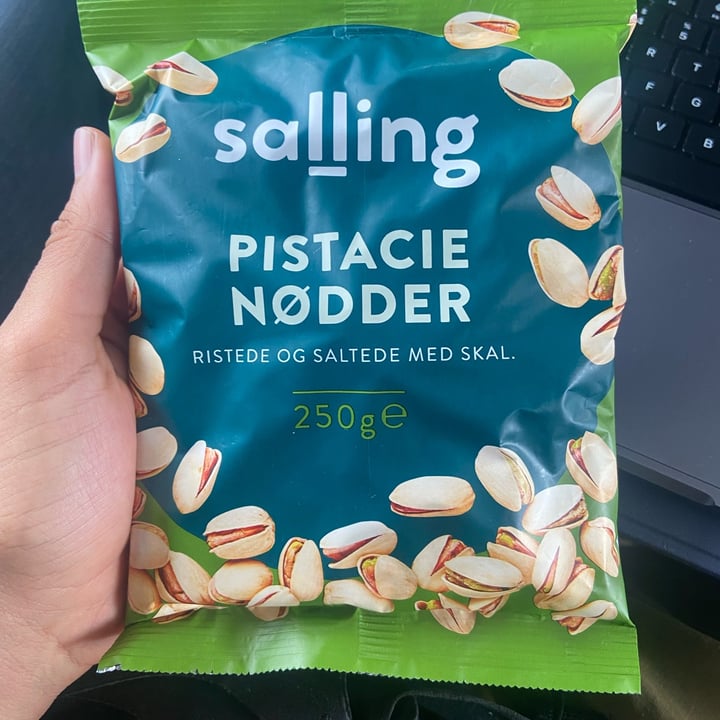 salling
PISTACIE
NØDDER
RISTEDE OG SALTEDE MED SKAL.
250g℮
R
T
F
G
V
B